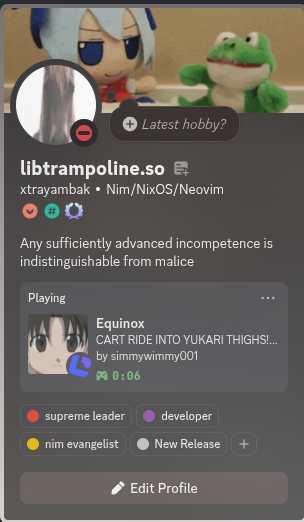 Latest hobby?
libtrampoline.so
xtrayambak • Nim/NixOS/Neovim
Any sufficiently advanced incompetence is
indistinguishable from malice
Playing
Equinox
CART RIDE INTO YUKARI THIGHS!...
by simmywimmy001
0:06
supreme leader
developer
nim evangelist
New Release
+
Edit Profile